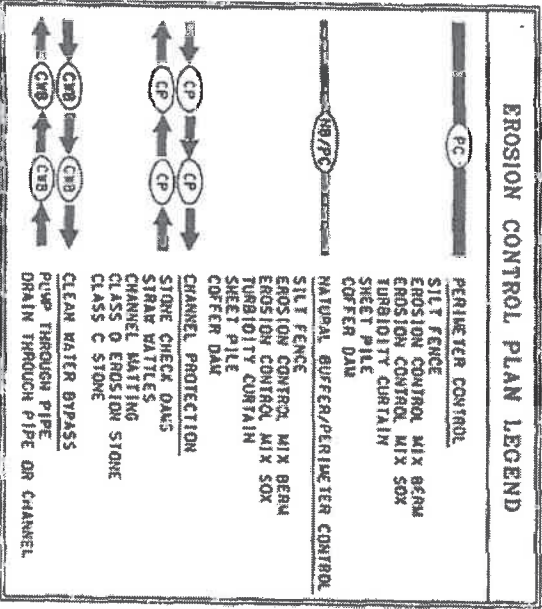 EROSION CONTROL PLAN LEGEND
PC
PERIMETER CONTROL
SILT FENCE
EROSION CONTROL MIX BERM
EROSION CONTROL MIX SOX
TURBIDITY CURTAIN
SHEET PILE
COFFER DAM
NB/PC
NATURAL BUFFER/PERIMETER CONTROL
SILT FENCE
EROSION CONTROL MIX BERM
EROSION CONTROL MIX SOX
TURBIDITY CURTAIN
SHEET PILE
COFFER DAM
CP CP
CP CP
CHANNEL PROTECTION
STONE CHECK DAMS
STRAW WATTLES
CHANNEL MATTING
CLASS D EROSION STONE
CLASS C STONE
CWB CWB
CWB CWB
CLEAN WATER BYPASS
PUMP THROUGH PIPE
DRAIN THROUGH PIPE OR CHANNEL